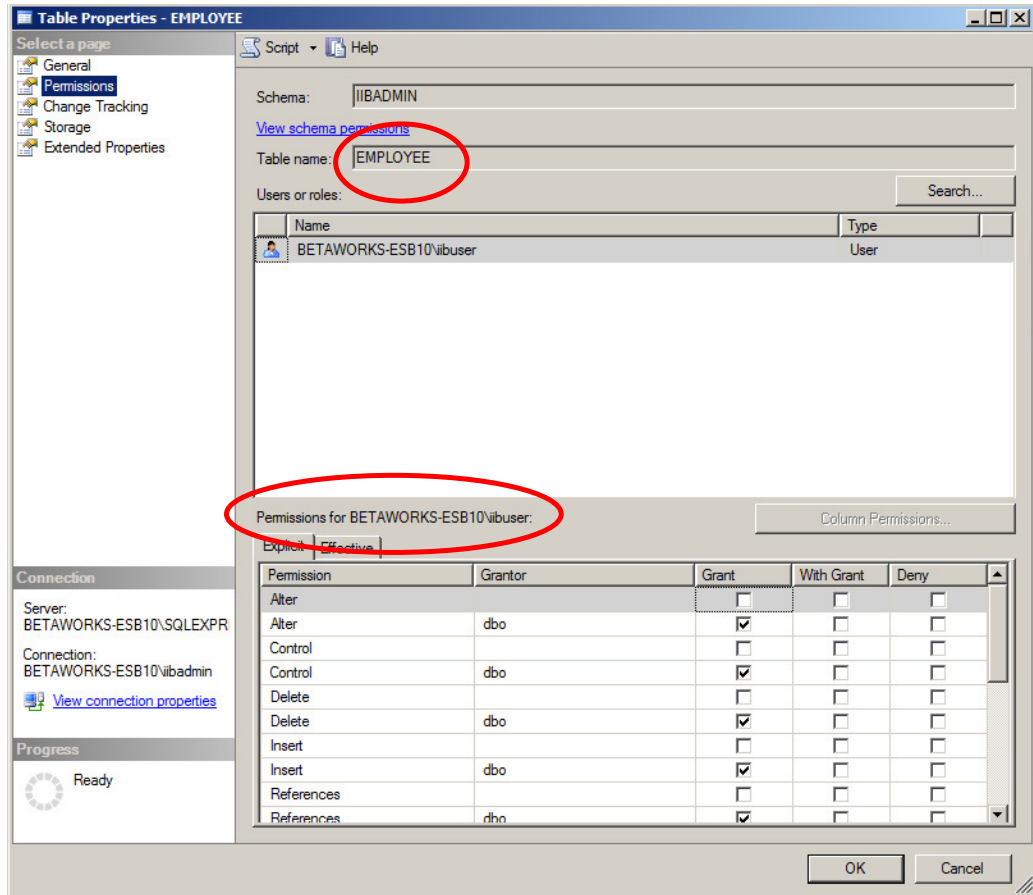 Table Properties - EMPLOYEE
Select a page
General
Permissions
Change Tracking
Storage
Extended Properties
Script Help
Schema: IIBADMIN
View schema permissions
Table name: EMPLOYEE
Users or roles: Search...
Name Type
BETAWORKS-ESB10\iibuser User
Permissions for BETAWORKS-ESB10\iibuser: Column Permissions...
Explicit Effective
Permission Grantor Grant With Grant Deny
Alter
Alter dbo
Control
Control dbo
Delete
Delete dbo
Insert
Insert dbo
References
References dbo
Connection
Server:
BETAWORKS-ESB10\SQLEXPR
Connection:
BETAWORKS-ESB10\iibadmin
View connection properties
Progress
Ready
OK Cancel